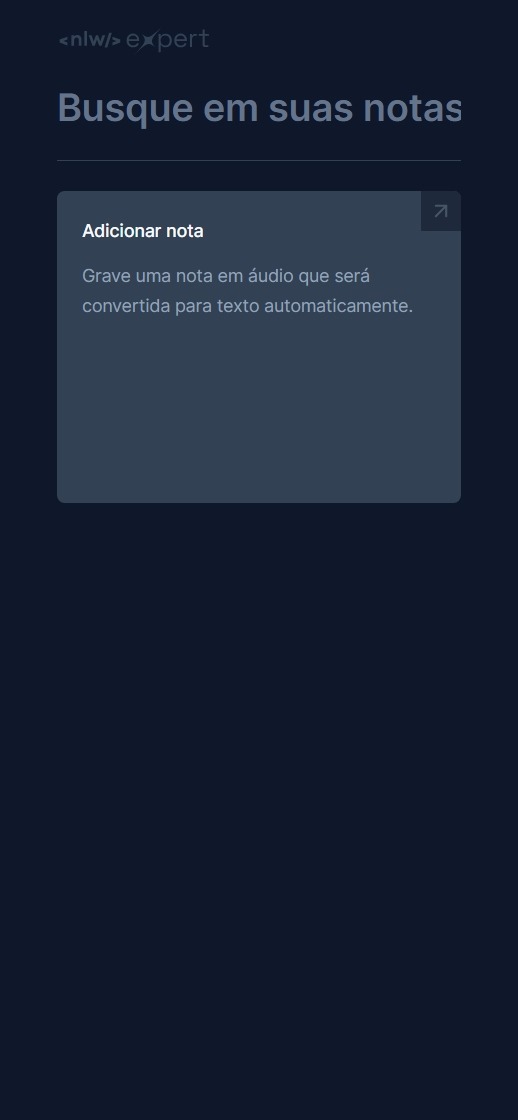 <nlw/> expert
Busque em suas notas
Adicionar nota
Grave uma nota em áudio que será
convertida para texto automaticamente.